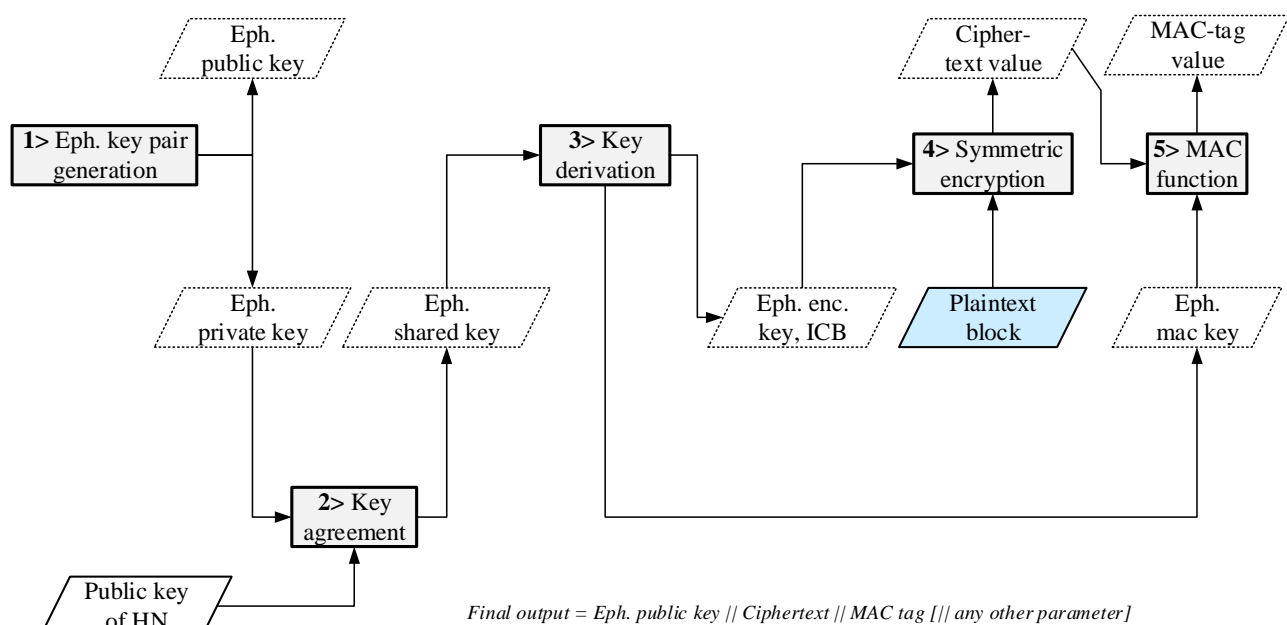 Eph.
public key
Cipher-
text value
MAC-tag
value
1> Eph. key pair
generation
3> Key
derivation
4> Symmetric
encryption
5> MAC
function
Eph.
private key
Eph.
shared key
Eph. enc.
key, ICB
Plaintext
block
Eph.
mac key
2> Key
agreement
Public key
of HN
Final output = Eph. public key || Ciphertext || MAC tag [|| any other parameter]